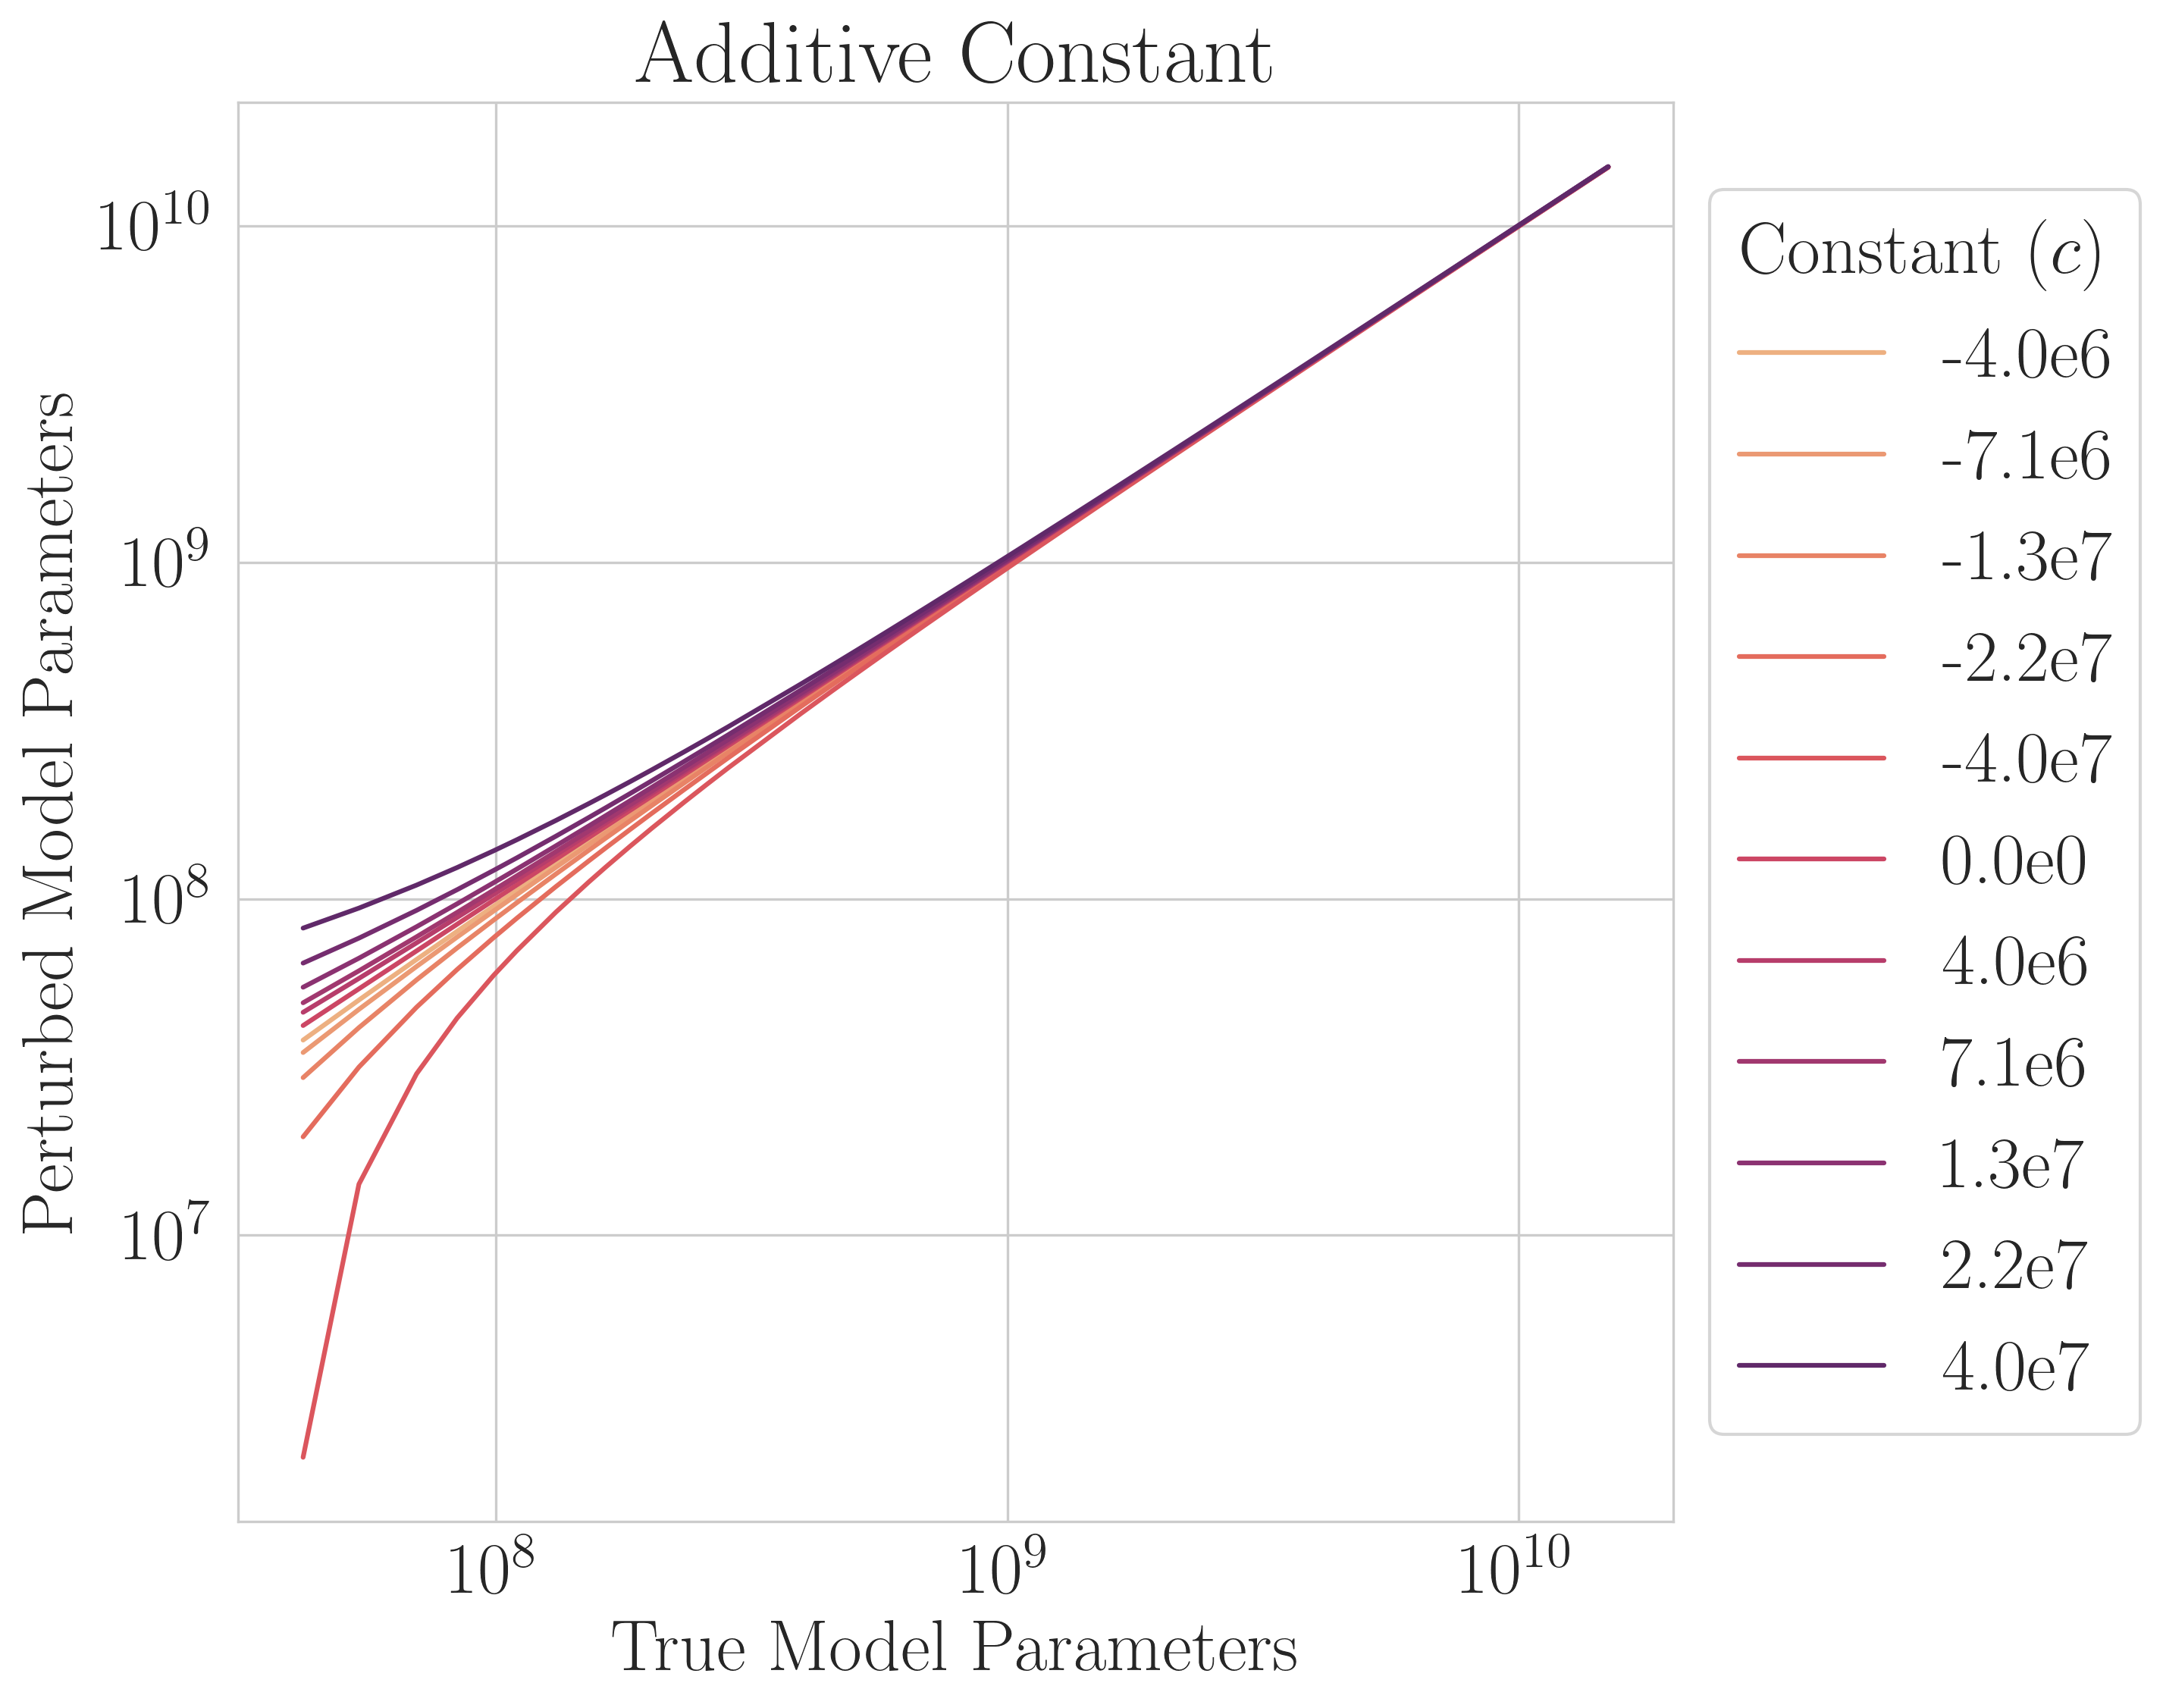 Additive Constant
Perturbed Model Parameters
10^10
10^9
10^8
10^7
10^8
10^9
10^10
True Model Parameters
Constant (c)
-4.0e6
-7.1e6
-1.3e7
-2.2e7
-4.0e7
0.0e0
4.0e6
7.1e6
1.3e7
2.2e7
4.0e7